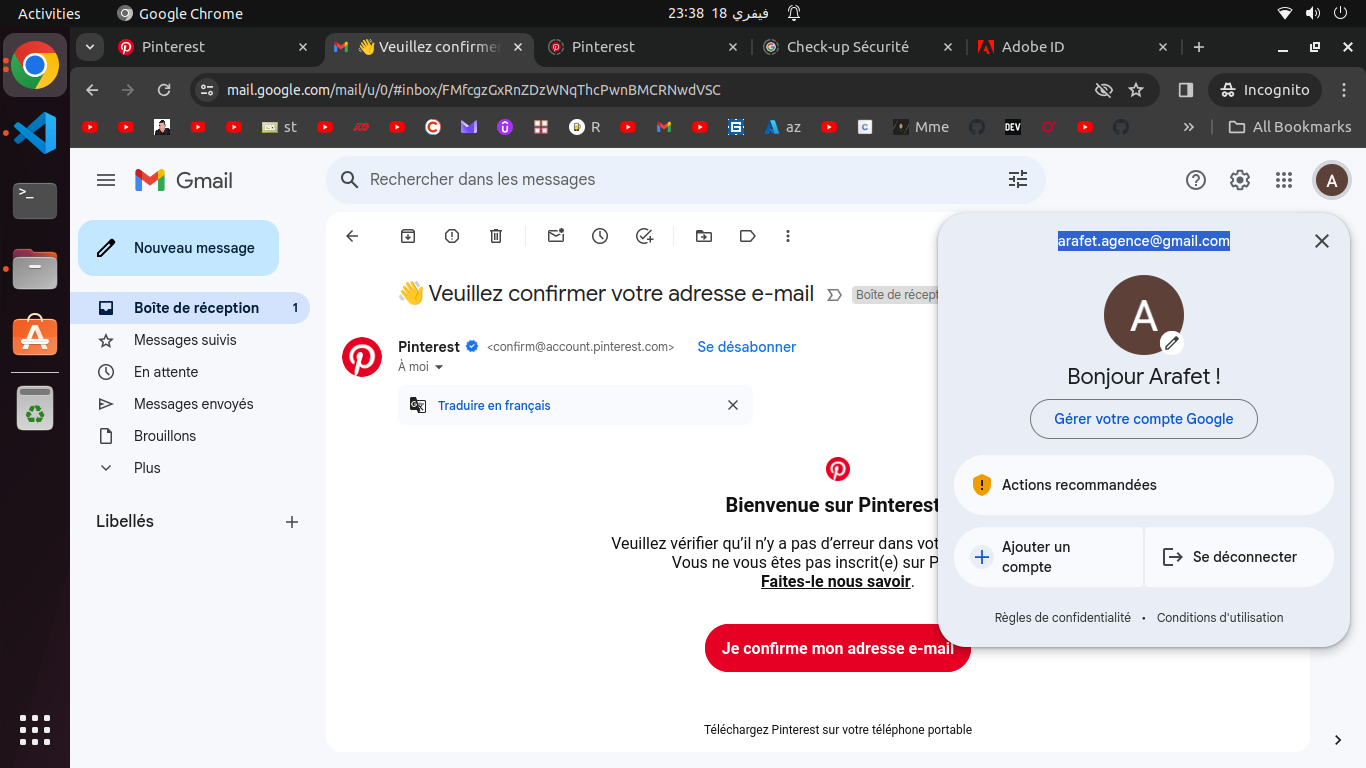 Activities
Google Chrome
23:38 18 فيفري
Pinterest
👋 Veuillez confirme
Pinterest
Check-up Sécurité
Adobe ID
mail.google.com/mail/u/0/#inbox/FMfcgzGxRnZDzWNqThcPwnBMCRNwdVSC
Incognito
st
R
az
Mme
DEV
All Bookmarks
Gmail
Rechercher dans les messages
A
Nouveau message
Boîte de réception 1
Messages suivis
En attente
Messages envoyés
Brouillons
Plus
Libellés
👋 Veuillez confirmer votre adresse e-mail
Boîte de récept
Pinterest <confirm@account.pinterest.com> Se désabonner
À moi
Traduire en français
Bienvenue sur Pinterest
Veuillez vérifier qu’il n’y a pas d’erreur dans vot
Vous ne vous êtes pas inscrit(e) sur P
Faites-le nous savoir.
Je confirme mon adresse e-mail
Téléchargez Pinterest sur votre téléphone portable
arafet.agence@gmail.com
A
Bonjour Arafet !
Gérer votre compte Google
Actions recommandées
Ajouter un
compte
Se déconnecter
Règles de confidentialité • Conditions d'utilisation